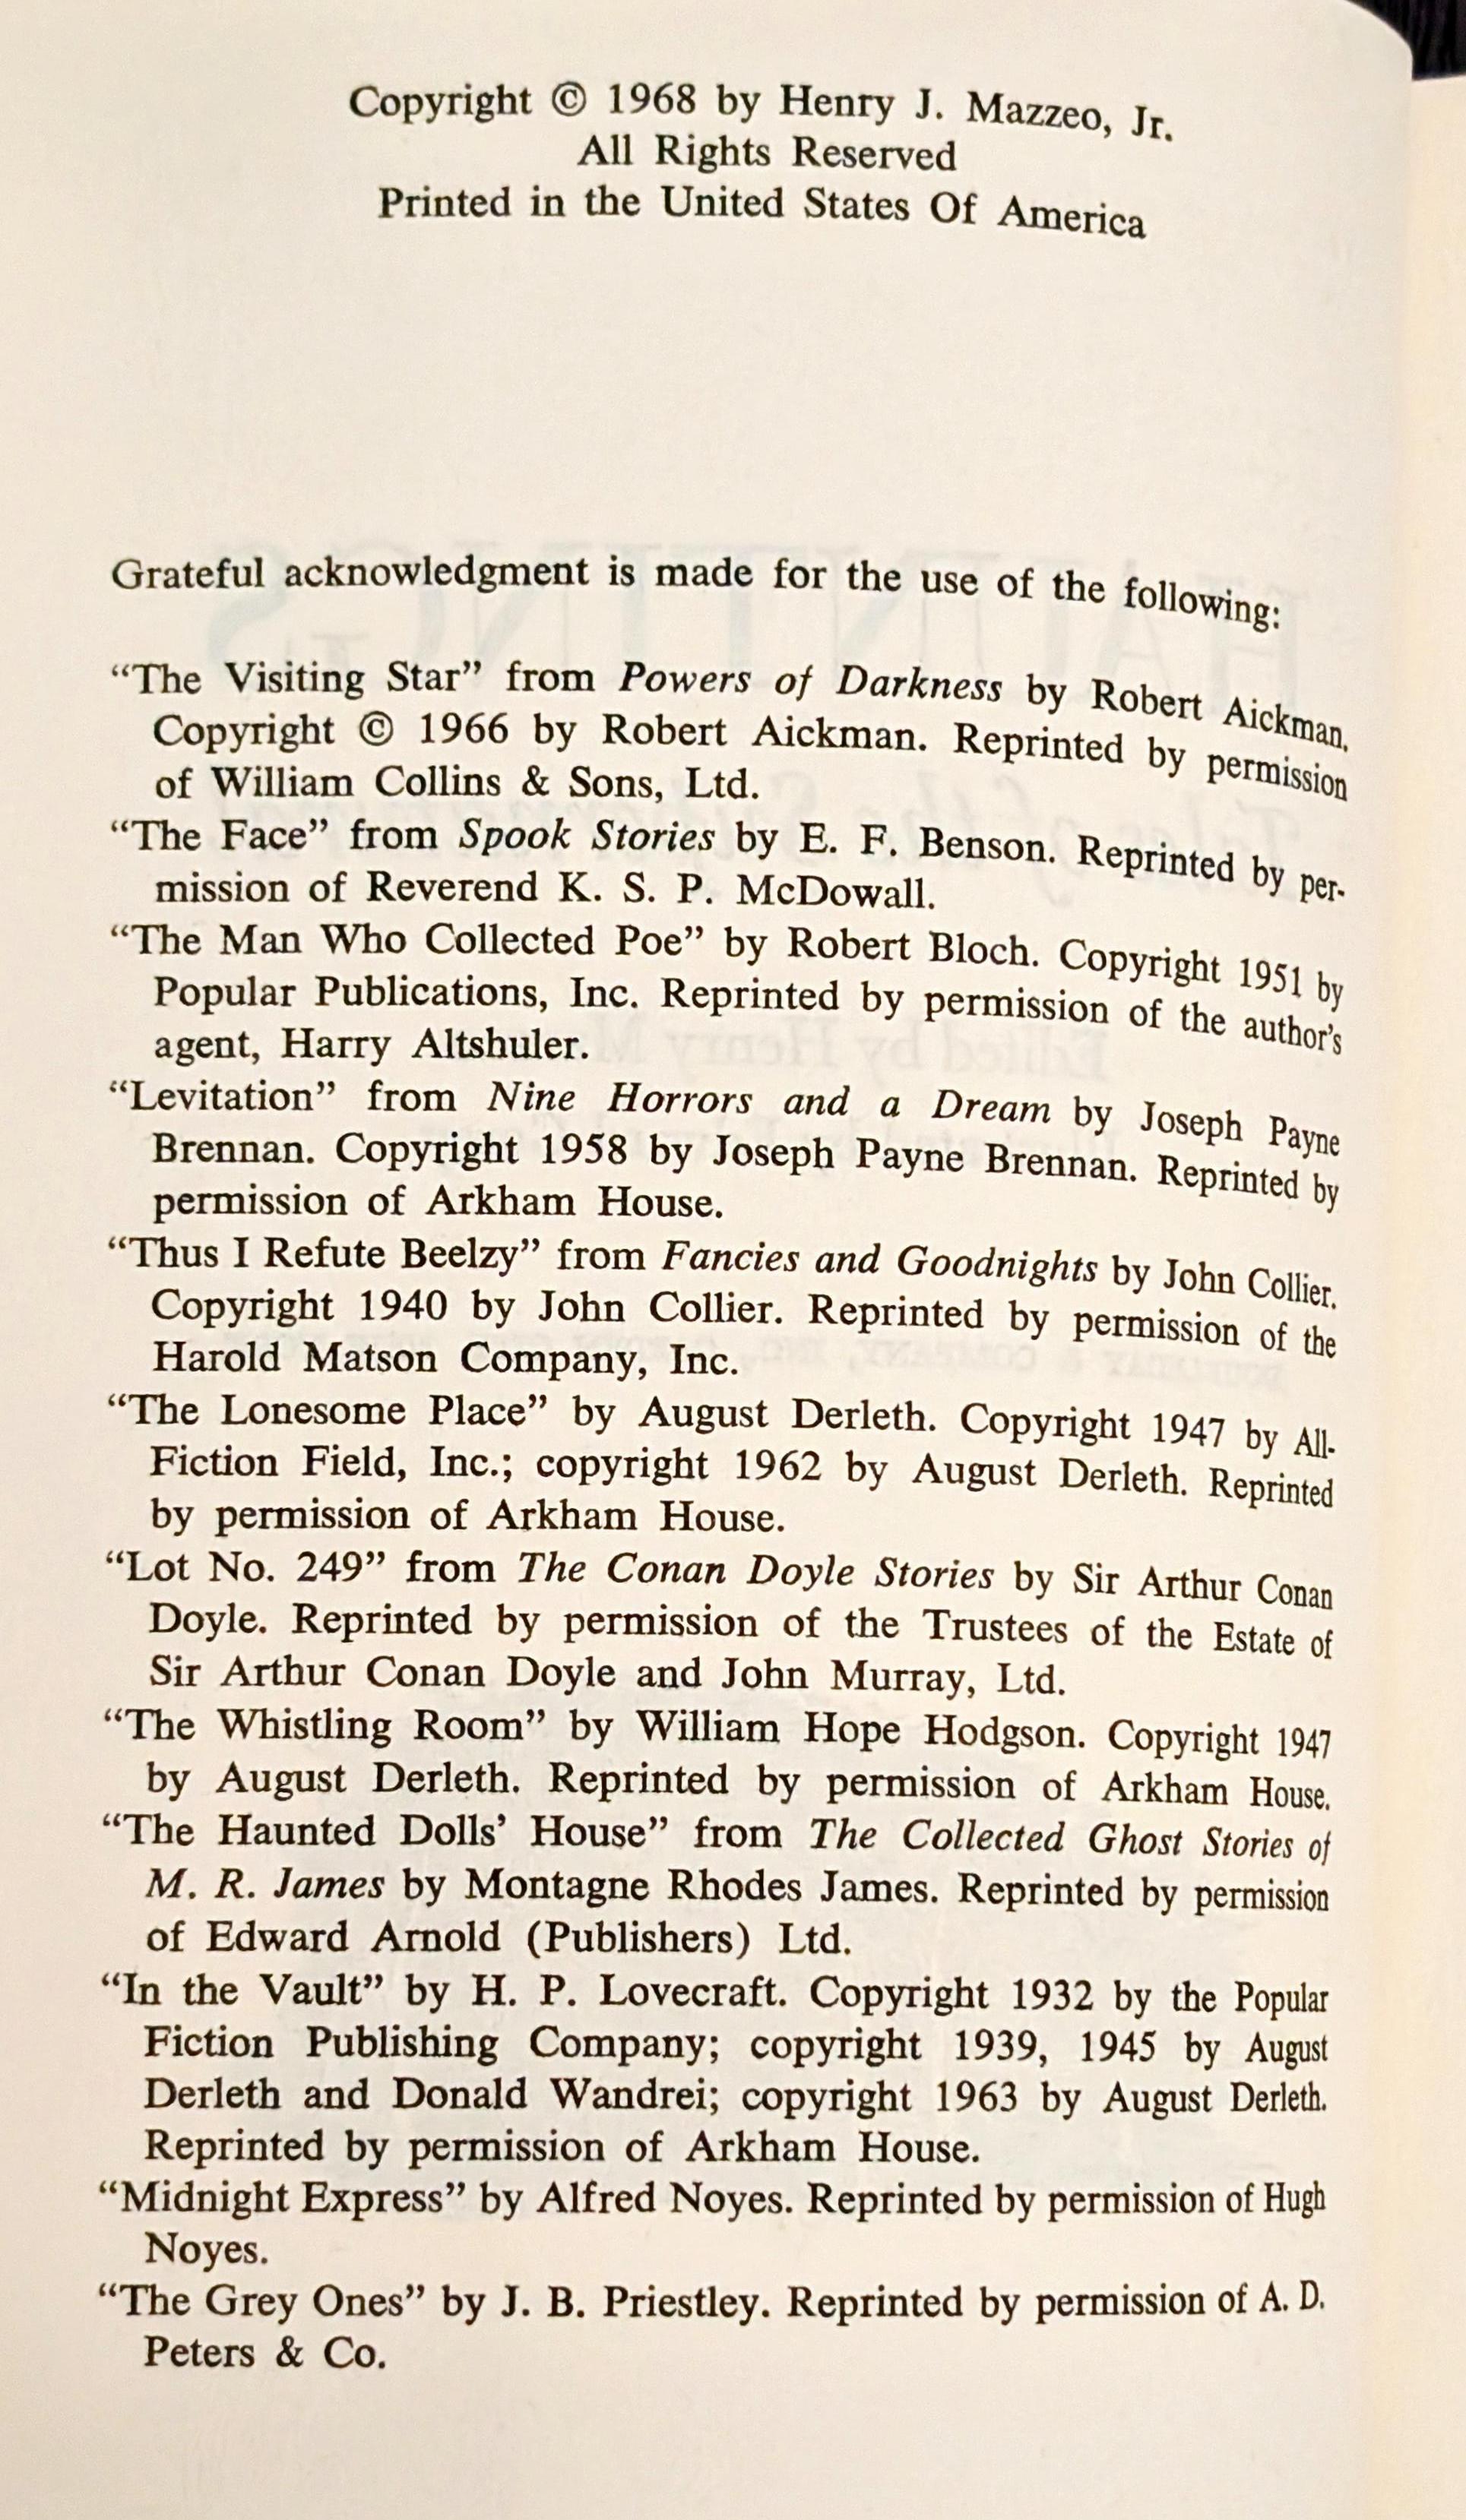 Copyright © 1968 by Henry J. Mazzeo, Jr.
All Rights Reserved
Printed in the United States Of America
Grateful acknowledgment is made for the use of the following:
“The Visiting Star” from Powers of Darkness by Robert Aickman.
Copyright © 1966 by Robert Aickman. Reprinted by permission
of William Collins & Sons, Ltd.
“The Face” from Spook Stories by E. F. Benson. Reprinted by per-
mission of Reverend K. S. P. McDowall.
“The Man Who Collected Poe” by Robert Bloch. Copyright 1951 by
Popular Publications, Inc. Reprinted by permission of the author’s
agent, Harry Altshuler.
“Levitation” from Nine Horrors and a Dream by Joseph Payne
Brennan. Copyright 1958 by Joseph Payne Brennan. Reprinted by
permission of Arkham House.
“Thus I Refute Beelzy” from Fancies and Goodnights by John Collier.
Copyright 1940 by John Collier. Reprinted by permission of the
Harold Matson Company, Inc.
“The Lonesome Place” by August Derleth. Copyright 1947 by All-
Fiction Field, Inc.; copyright 1962 by August Derleth. Reprinted
by permission of Arkham House.
“Lot No. 249” from The Conan Doyle Stories by Sir Arthur Conan
Doyle. Reprinted by permission of the Trustees of the Estate of
Sir Arthur Conan Doyle and John Murray, Ltd.
“The Whistling Room” by William Hope Hodgson. Copyright 1947
by August Derleth. Reprinted by permission of Arkham House.
“The Haunted Dolls’ House” from The Collected Ghost Stories of
M. R. James by Montagne Rhodes James. Reprinted by permission
of Edward Arnold (Publishers) Ltd.
“In the Vault” by H. P. Lovecraft. Copyright 1932 by the Popular
Fiction Publishing Company; copyright 1939, 1945 by August
Derleth and Donald Wandrei; copyright 1963 by August Derleth.
Reprinted by permission of Arkham House.
“Midnight Express” by Alfred Noyes. Reprinted by permission of Hugh
Noyes.
“The Grey Ones” by J. B. Priestley. Reprinted by permission of A. D.
Peters & Co.